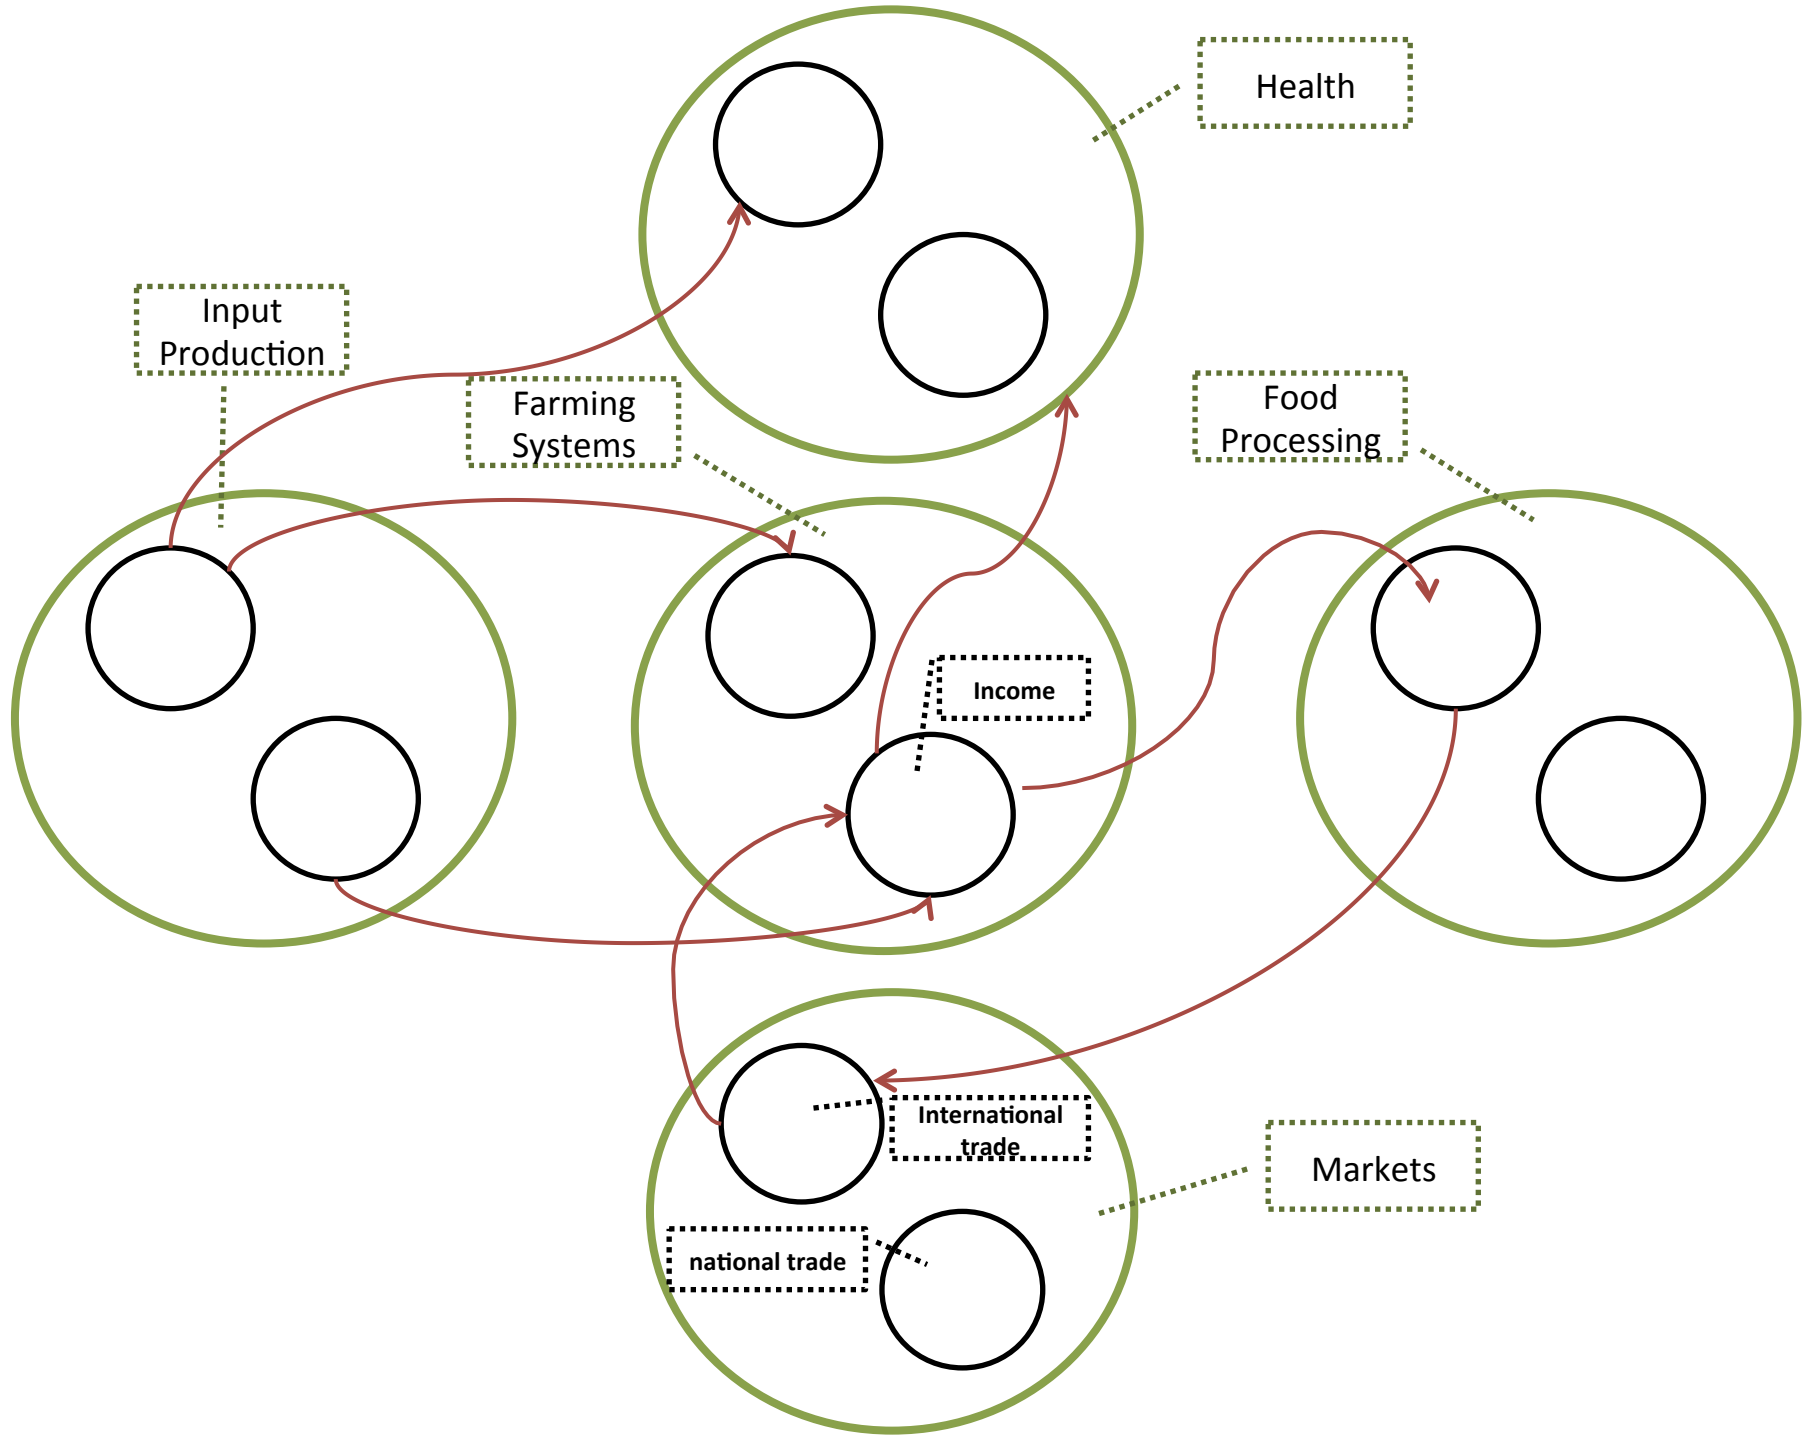 Health
Input
Production
Farming
Systems
Food
Processing
Income
International
trade
Markets
national trade